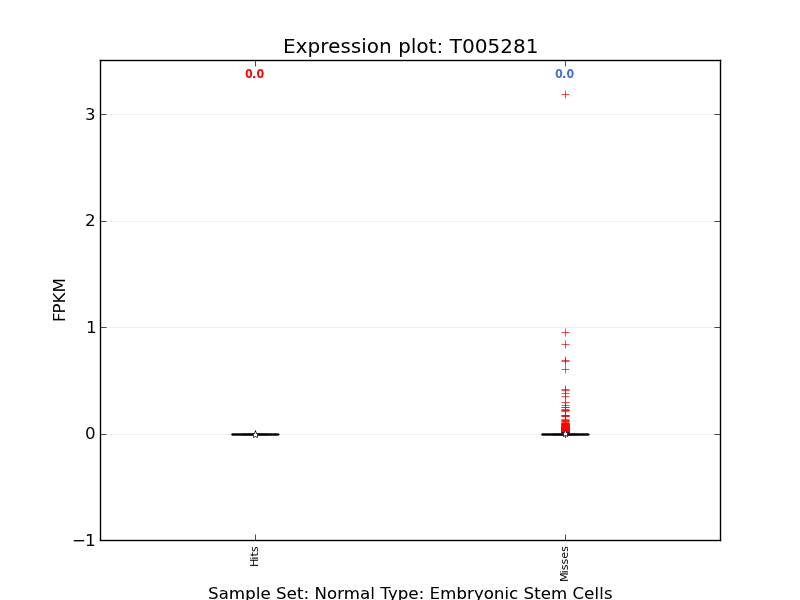 Expression plot: T005281
0.0
0.0
3
2
1
0
−1
FPKM
Hits
Misses
Sample Set: Normal Type: Embryonic Stem Cells